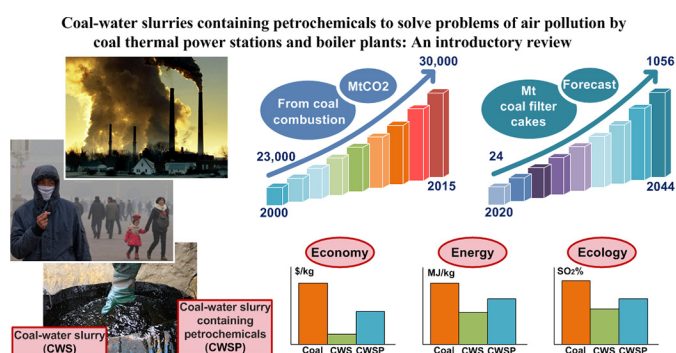 Coal-water slurries containing petrochemicals to solve problems of air pollution by
coal thermal power stations and boiler plants: An introductory review
30,000
MtCO2
From coal
combustion
23,000
2000
2015
1056
Forecast
Mt
coal filter
cakes
24
2020
2044
Economy
$/kg
Coal CWS CWSP
Energy
MJ/kg
Coal CWS CWSP
Ecology
SO2%
Coal CWS CWSP
Coal-water slurry
(CWS)
Coal-water slurry
containing
petrochemicals
(CWSP)